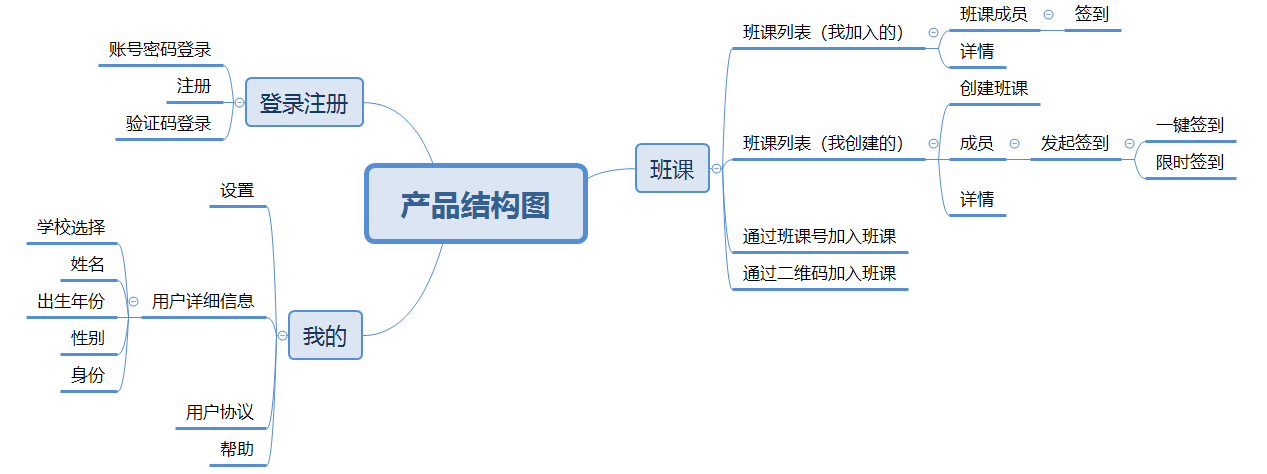 产品结构图
登录注册
账号密码登录
注册
验证码登录
我的
设置
用户详细信息
学校选择
姓名
出生年份
性别
身份
用户协议
帮助
班课
班课列表（我加入的）
班课成员
签到
详情
班课列表（我创建的）
创建班课
成员
发起签到
一键签到
限时签到
详情
通过班课号加入班课
通过二维码加入班课